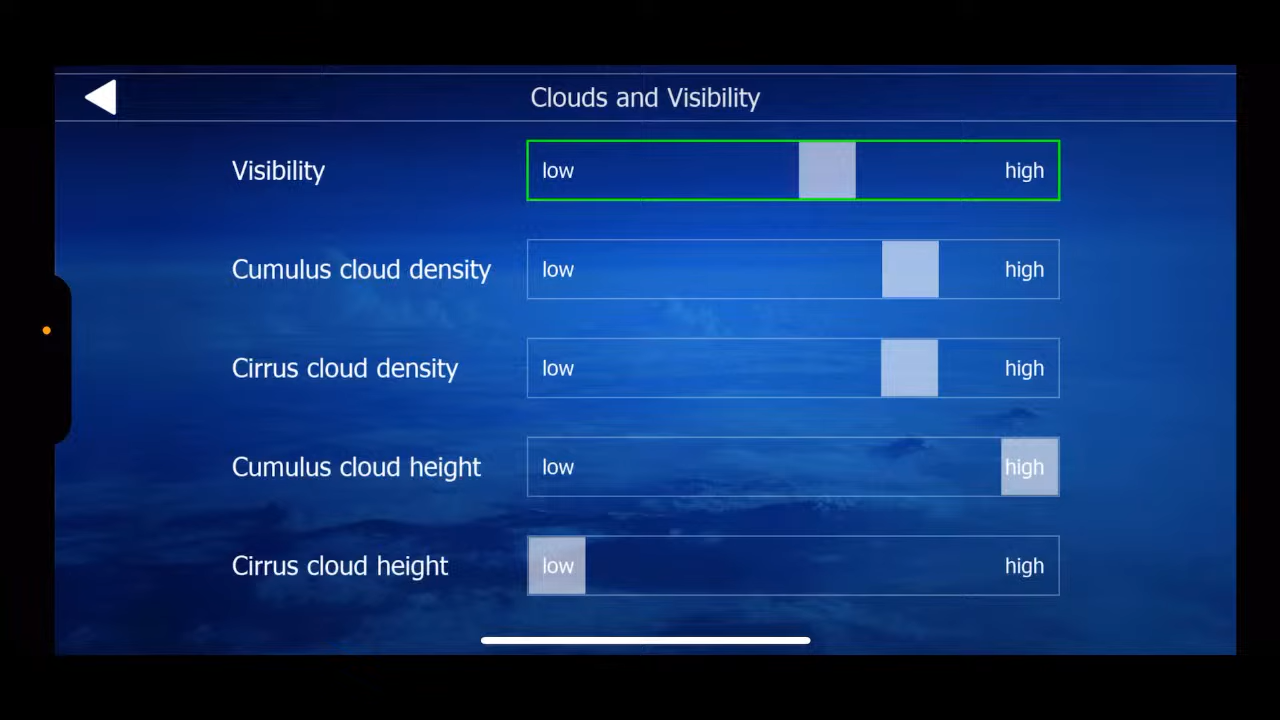 Clouds and Visibility
Visibility low high
Cumulus cloud density low high
Cirrus cloud density low high
Cumulus cloud height low high
Cirrus cloud height low high